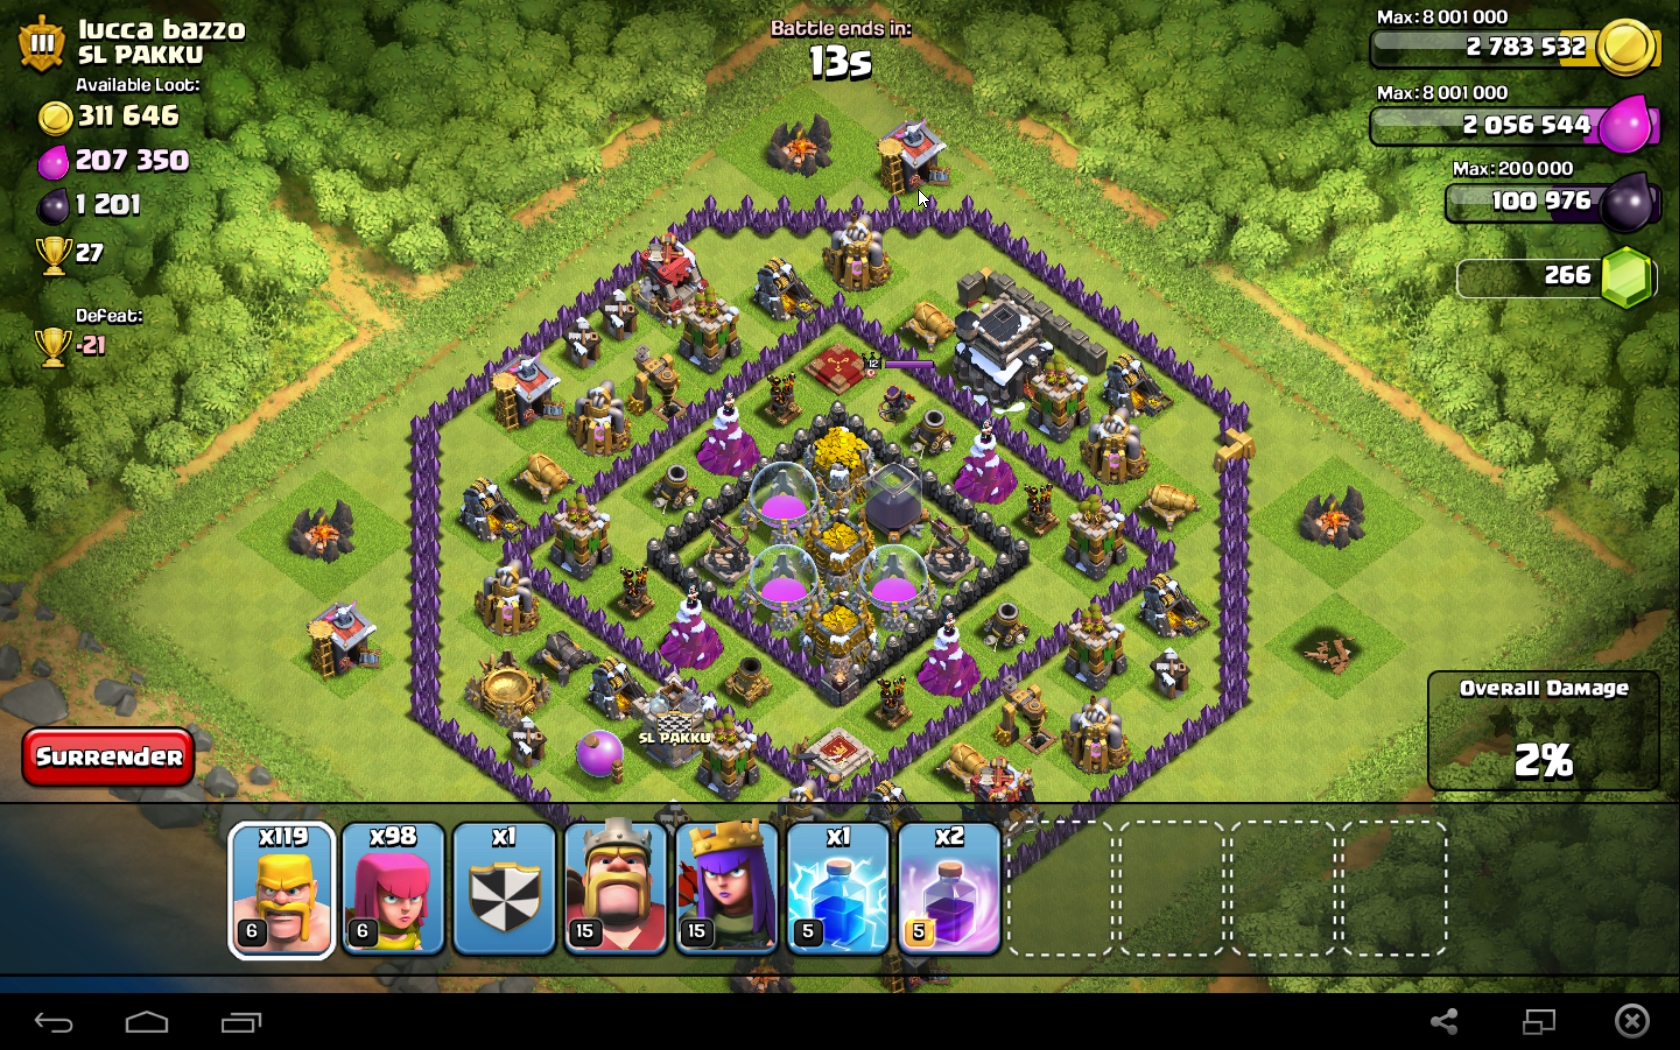 III
lucca bazzo
SL PAKKU
Available Loot:
311 646
207 350
1 201
27
Defeat:
-21
Battle ends in:
13s
Max: 8 001 000
2 783 532
Max: 8 001 000
2 056 544
Max: 200 000
100 976
266
12
SL PAKKU
Surrender
Overall Damage
2%
x119
x98
x1
x1
x2
6
6
15
15
5
5